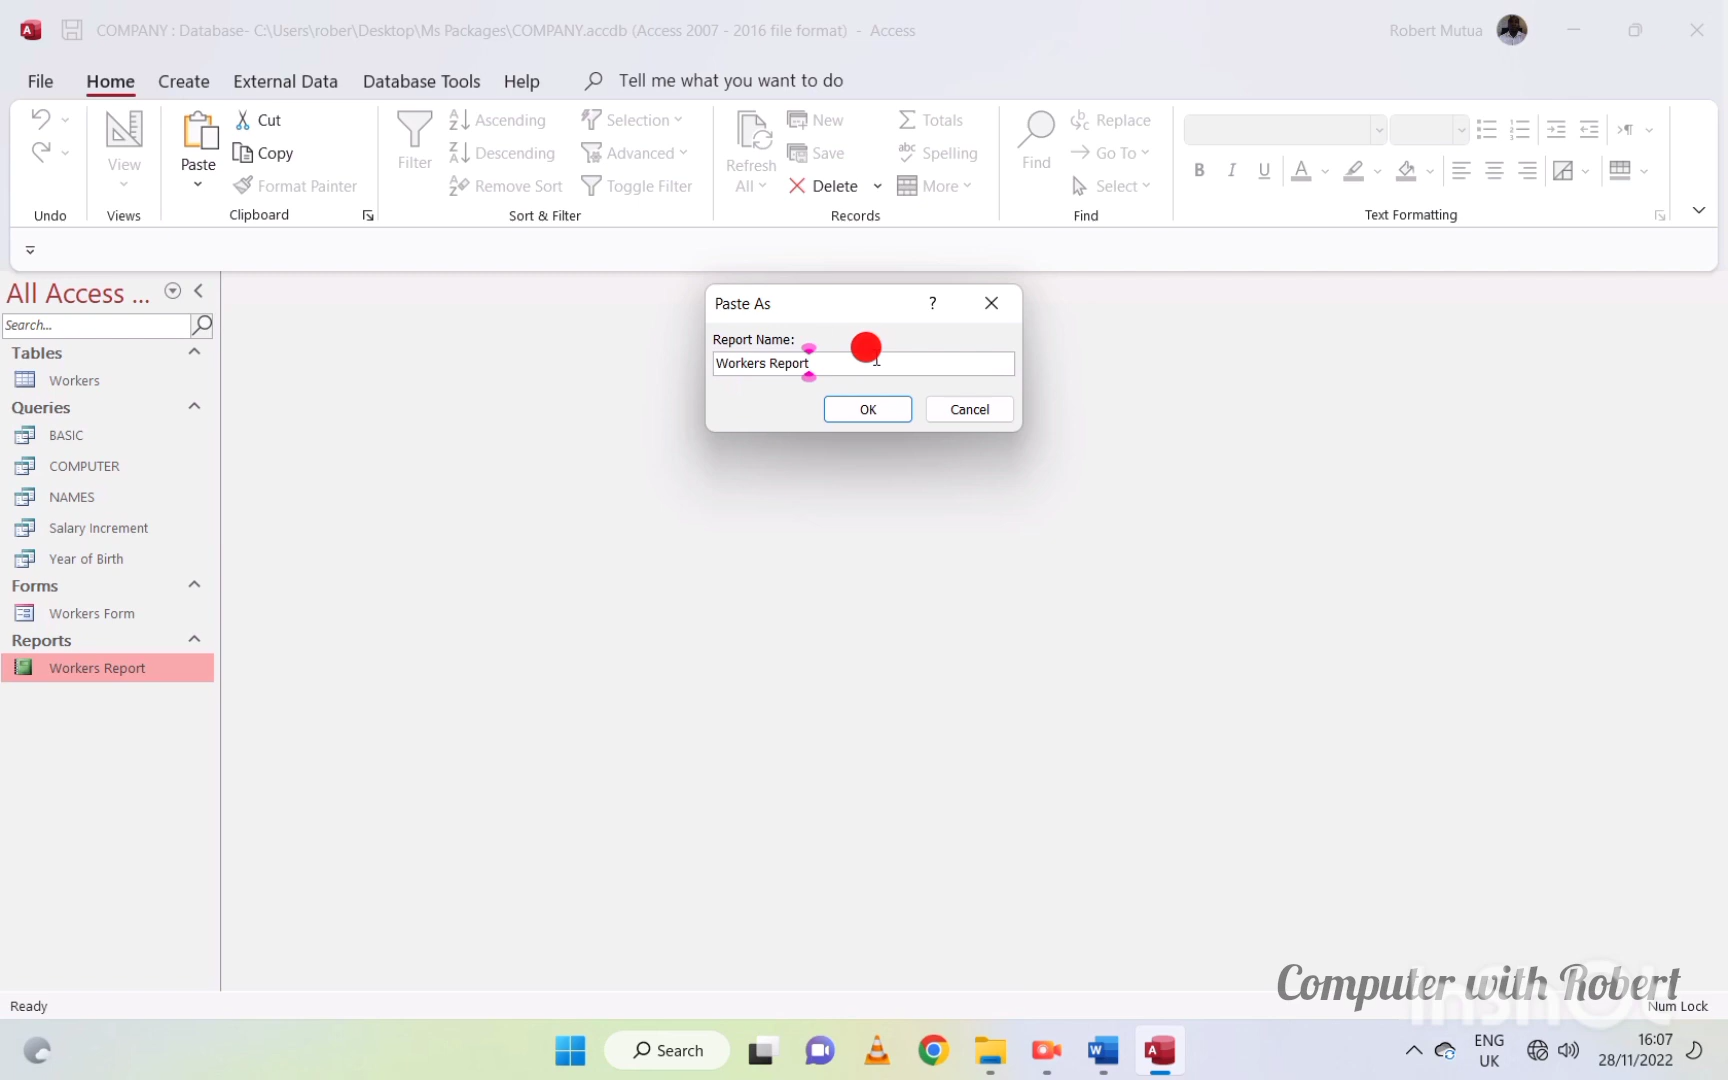 COMPANY : Database- C:\Users\rober\Desktop\Ms Packages\COMPANY.accdb (Access 2007 - 2016 file format) - Access
Robert Mutua
File Home Create External Data Database Tools Help Tell me what you want to do
Undo
View
Views
Paste
Cut
Copy
Format Painter
Clipboard
Filter
Ascending
Descending
Remove Sort
Selection
Advanced
Toggle Filter
Sort & Filter
Refresh
All
New
Save
Delete
Totals
Spelling
More
Records
Find
Replace
Go To
Select
Find
B I U A
Text Formatting
All Access ...
Search...
Tables
Workers
Queries
BASIC
COMPUTER
NAMES
Salary Increment
Year of Birth
Forms
Workers Form
Reports
Workers Report
Paste As ?
Report Name:
Workers Report
OK Cancel
Computer with Robert
InShot
Ready
Num Lock
Search
ENG
UK
16:07
28/11/2022